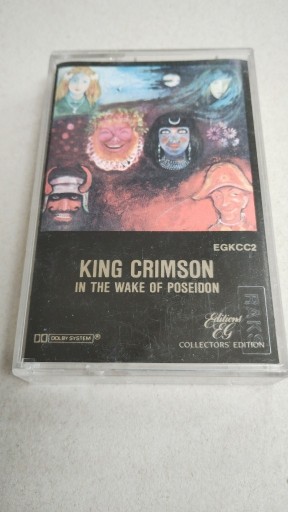 EGKCC2
KING CRIMSON
IN THE WAKE OF POSEIDON
DOLBY SYSTEM®
Editions
EG
COLLECTORS' EDITION